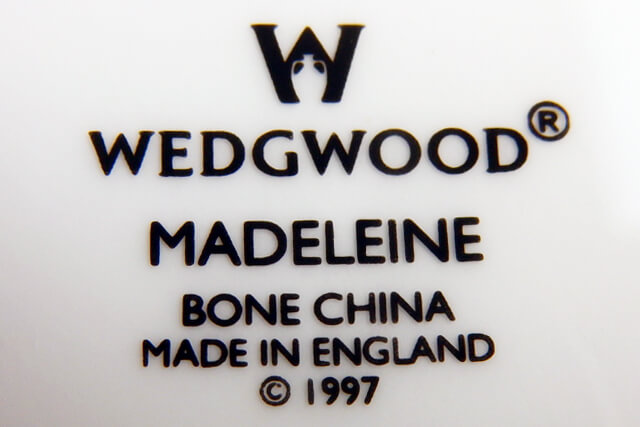 W
WEDGWOOD®
MADELEINE
BONE CHINA
MADE IN ENGLAND
© 1997